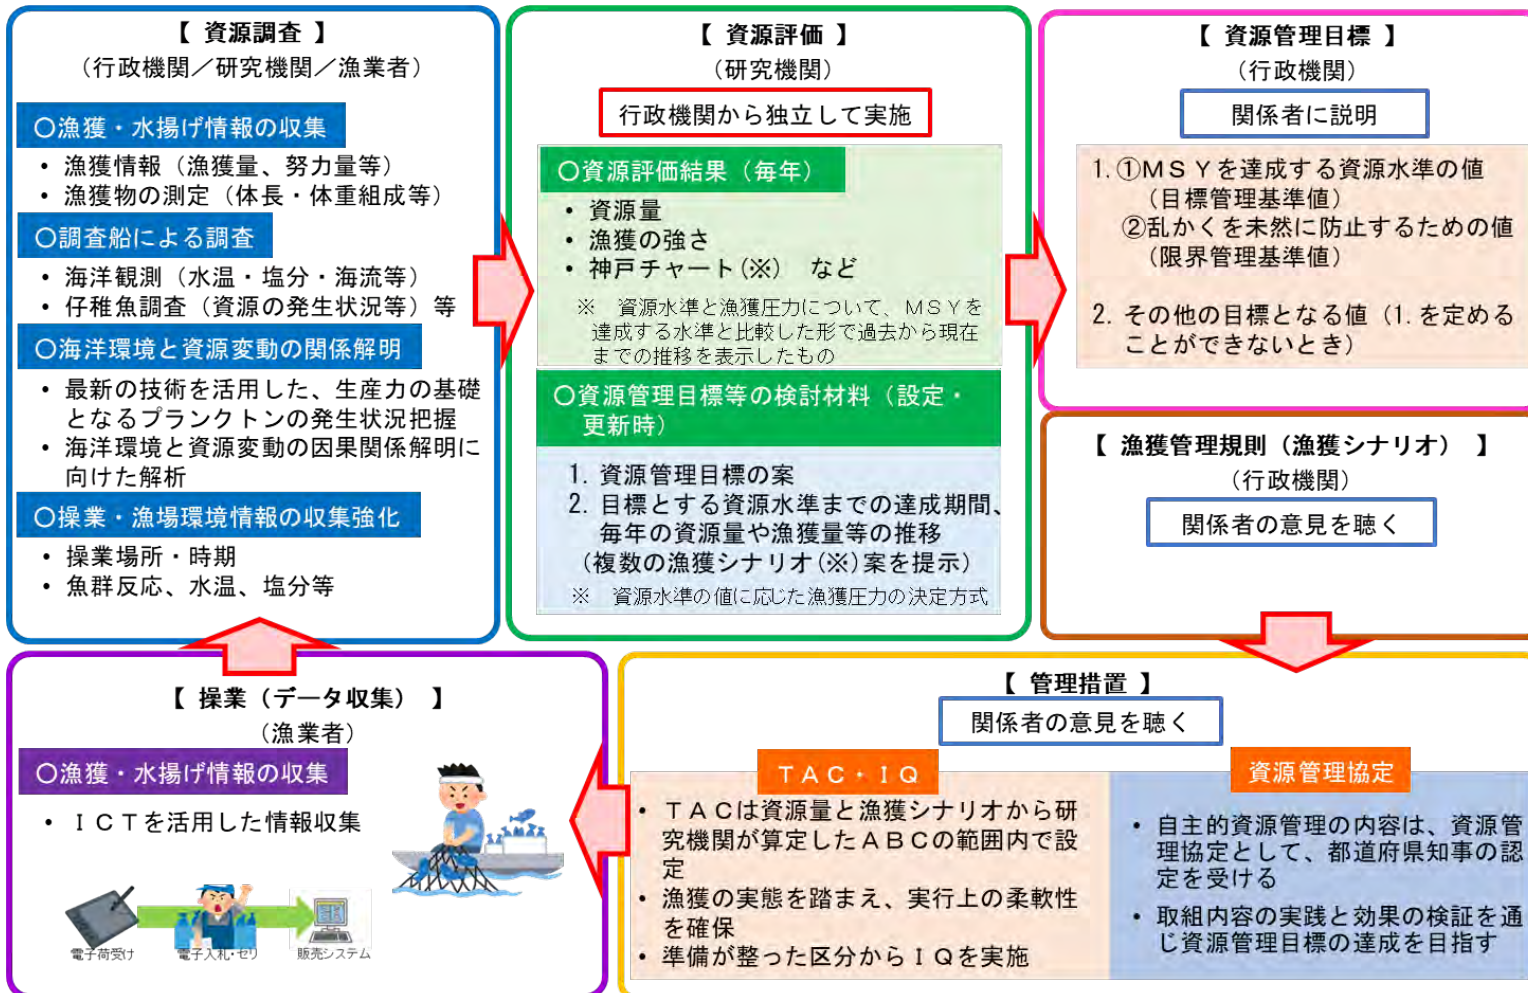 【 資源調査 】
（行政機関／研究機関／漁業者）
〇漁獲・水揚げ情報の収集
・ 漁獲情報（漁獲量、努力量等）
・ 漁獲物の測定（体長・体重組成等）
〇調査船による調査
・ 海洋観測（水温・塩分・海流等）
・ 仔稚魚調査（資源の発生状況等）等
〇海洋環境と資源変動の関係解明
・ 最新の技術を活用した、生産力の基礎
となるプランクトンの発生状況把握
・ 海洋環境と資源変動の因果関係解明に
向けた解析
〇操業・漁場環境情報の収集強化
・ 操業場所・時期
・ 魚群反応、水温、塩分等
【 資源評価 】
（研究機関）
行政機関から独立して実施
〇資源評価結果（毎年）
・ 資源量
・ 漁獲の強さ
・ 神戸チャート(※) など
※ 資源水準と漁獲圧力について、ＭＳＹを
達成する水準と比較した形で過去から現在
までの推移を表示したもの
〇資源管理目標等の検討材料（設定・
更新時）
1. 資源管理目標の案
2. 目標とする資源水準までの達成期間、
毎年の資源量や漁獲量等の推移
（複数の漁獲シナリオ(※)案を提示）
※ 資源水準の値に応じた漁獲圧力の決定方式
【 資源管理目標 】
（行政機関）
関係者に説明
1. ①ＭＳＹを達成する資源水準の値
（目標管理基準値）
②乱かくを未然に防止するための値
（限界管理基準値）
2. その他の目標となる値（1. を定める
ことができないとき）
【 漁獲管理規則（漁獲シナリオ） 】
（行政機関）
関係者の意見を聴く
【 管理措置 】
関係者の意見を聴く
ＴＡＣ・ＩＱ
・ ＴＡＣは資源量と漁獲シナリオから研
究機関が算定したＡＢＣの範囲内で設
定
・ 漁獲の実態を踏まえ、実行上の柔軟性
を確保
・ 準備が整った区分からＩＱを実施
資源管理協定
・ 自主的資源管理の内容は、資源管
理協定として、都道府県知事の認
定を受ける
・ 取組内容の実践と効果の検証を通
じ資源管理目標の達成を目指す
【 操業（データ収集） 】
（漁業者）
〇漁獲・水揚げ情報の収集
・ ＩＣＴを活用した情報収集
電子荷受け
電子入札・セリ
販売システム